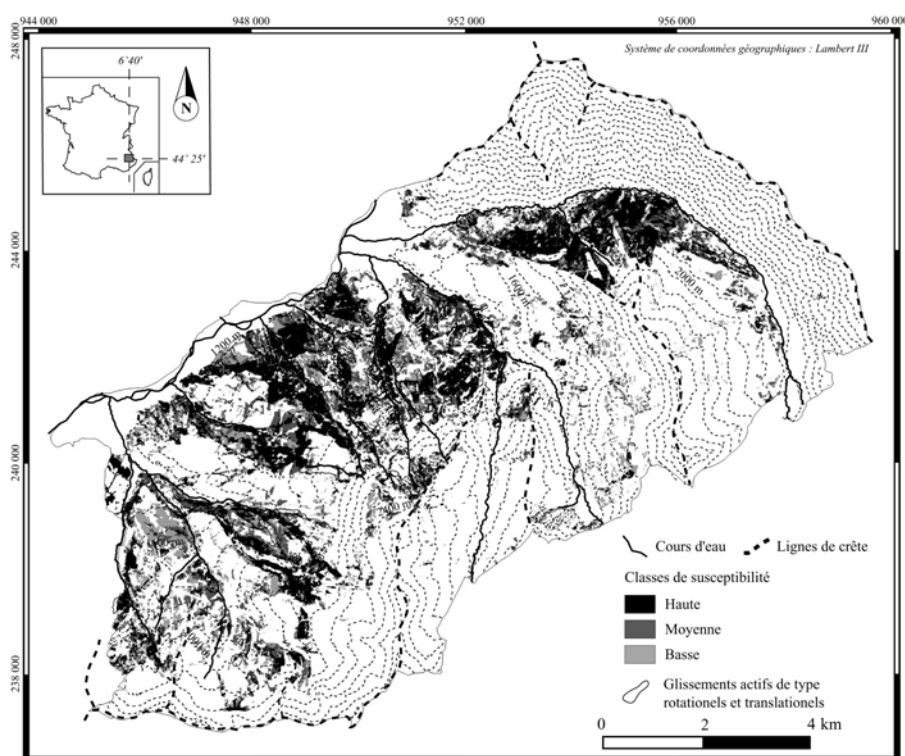 944 000
948 000
952 000
956 000
960 000
248 000
Système de coordonnées géographiques : Lambert III
6°40'
N
44° 25'
244 000
1600 m
2000 m
1200 m
240 000
Cours d'eau
Lignes de crête
Classes de susceptibilité
Haute
Moyenne
Basse
238 000
Glissements actifs de type
rotationels et translationels
0
2
4 km